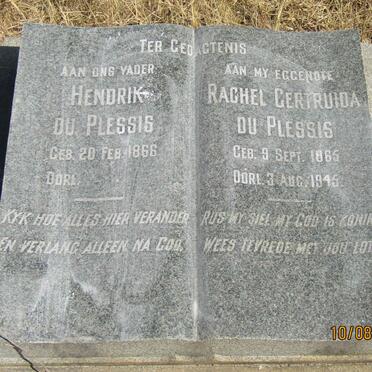 TER GEDAGTENIS
AAN ONS VADER
HENDRIK
DU PLESSIS
GEB. 20 FEB. 1866
OORL.
KYK HOE ALLES HIER VERANDER
EN VERLANG ALLEEN NA GOD.
AAN MY EGGENOTE
RACHEL GERTRUIDA
DU PLESSIS
GEB. 9 SEPT. 1865
OORL. 3 AUG. 1945.
RUS MY SIEL MY GOD IS KONING
WEES TEVREDE MET JOU LOT
10/08